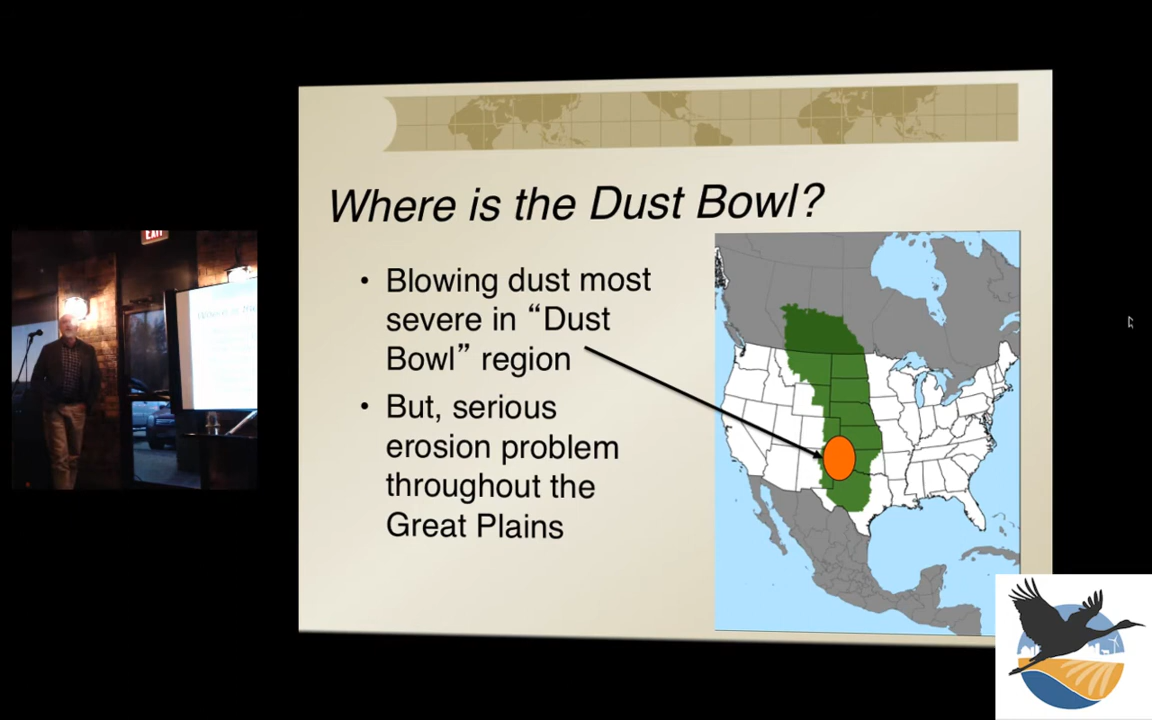 EXIT
Where is the Dust Bowl?
• Blowing dust most
severe in “Dust
Bowl” region
• But, serious
erosion problem
throughout the
Great Plains